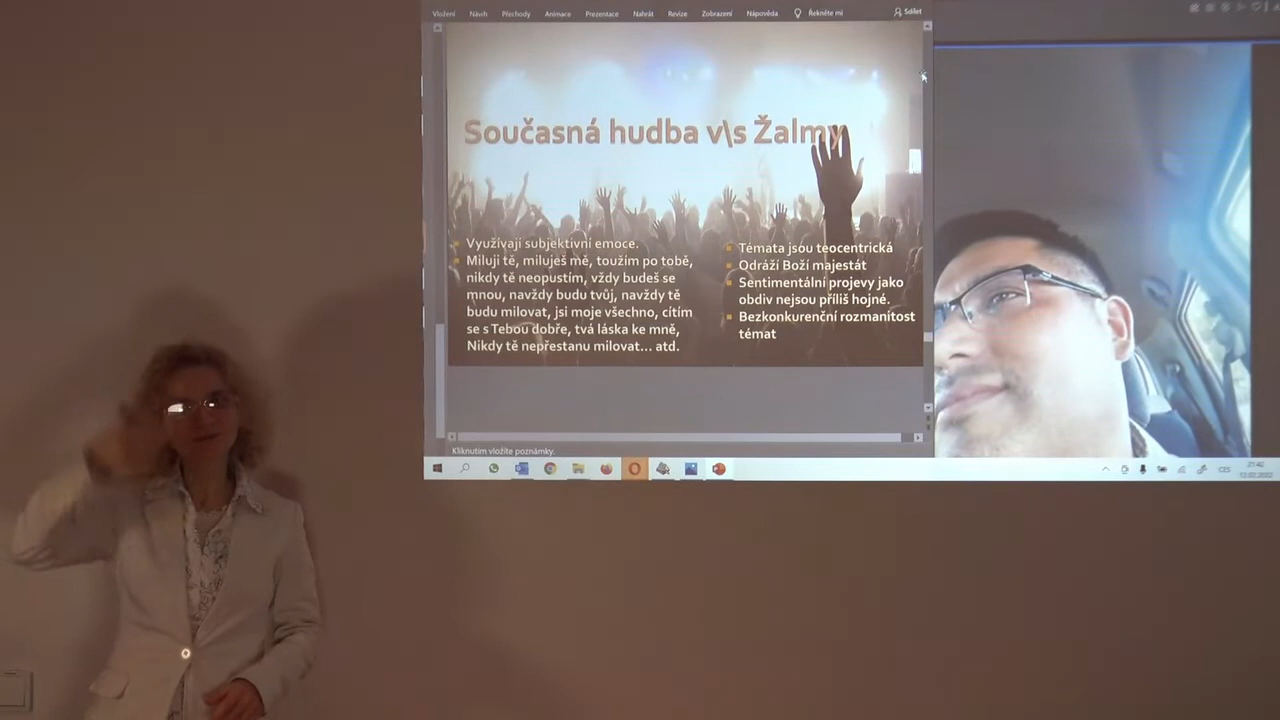 Vložení Návrh Přechody Animace Prezentace Nahrát Revize Zobrazení Nápověda Řekněte mi Sdílet
Současná hudba v\s Žalmy
Využívají subjektivní emoce.
Miluji tě, miluješ mě, toužím po tobě,
nikdy tě neopustím, vždy budeš se
mnou, navždy budu tvůj, navždy tě
budu milovat, jsi moje všechno, cítím
se s Tebou dobře, tvá láska ke mně,
Nikdy tě nepřestanu milovat... atd.
Témata jsou teocentrická
Odráží Boží majestát
Sentimentální projevy jako
obdiv nejsou příliš hojné.
Bezkonkurenční rozmanitost
témat
Kliknutím vložíte poznámky.
CES
21:42